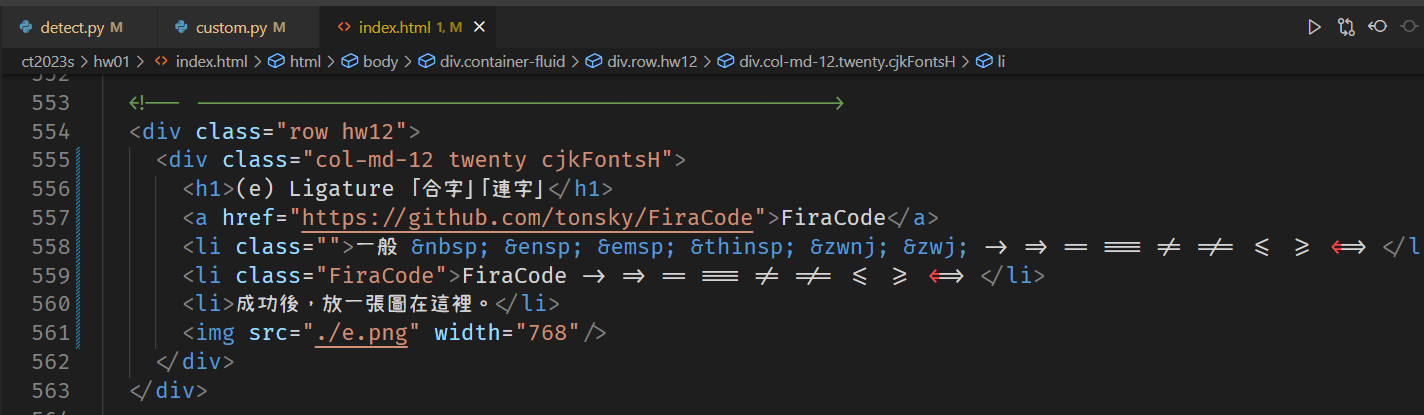 detect.py M custom.py M index.html 1, M
ct2023s > hw01 > index.html > html > body > div.container-fluid > div.row.hw12 > div.col-md-12.twenty.cjkFontsH > li
552
553 <!-- ------------------------------------------------>
554 <div class="row hw12">
555 <div class="col-md-12 twenty cjkFontsH">
556 <h1>(e) Ligature 「合字」「連字」</h1>
557 <a href="https://github.com/tonsky/FiraCode">FiraCode</a>
558 <li class="">一般 &nbsp; &ensp; &emsp; &thinsp; &zwnj; &zwj; -> => == === != !== <= >= <=> </l
559 <li class="FiraCode">FiraCode -> => == === != !== <= >= <=> </li>
560 <li>成功後，放一張圖在這裡。</li>
561 <img src="./e.png" width="768"/>
562 </div>
563 </div>
564